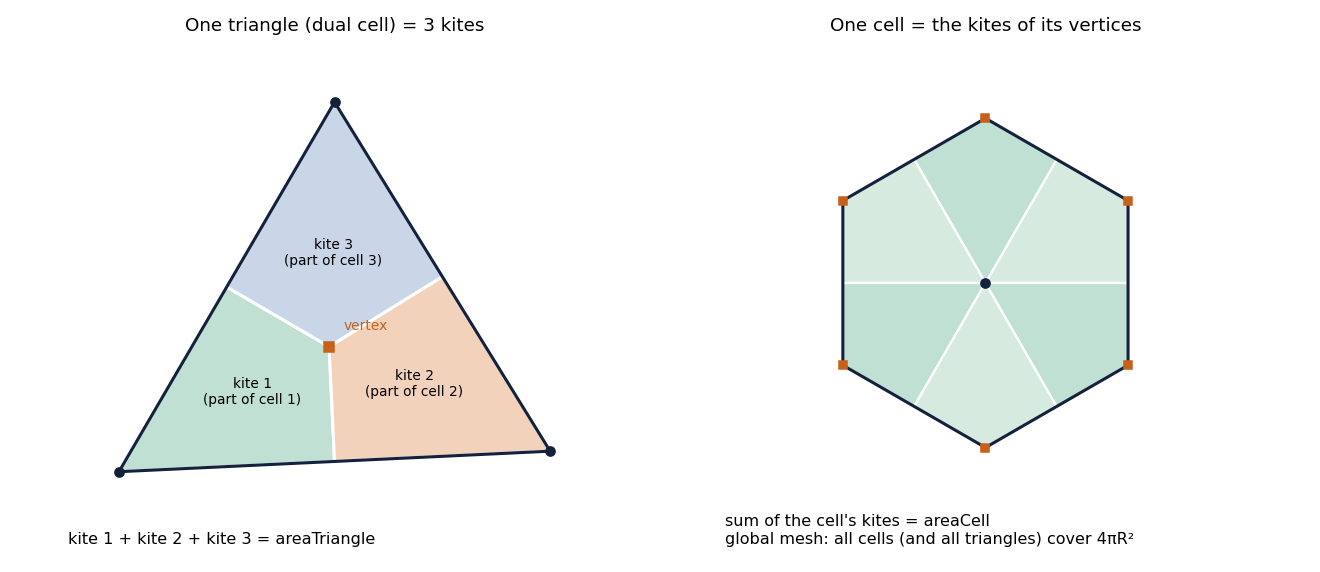 One triangle (dual cell) = 3 kites
kite 3
(part of cell 3)
vertex
kite 1
(part of cell 1)
kite 2
(part of cell 2)
kite 1 + kite 2 + kite 3 = areaTriangle
One cell = the kites of its vertices
sum of the cell's kites = areaCell
global mesh: all cells (and all triangles) cover 4πR²